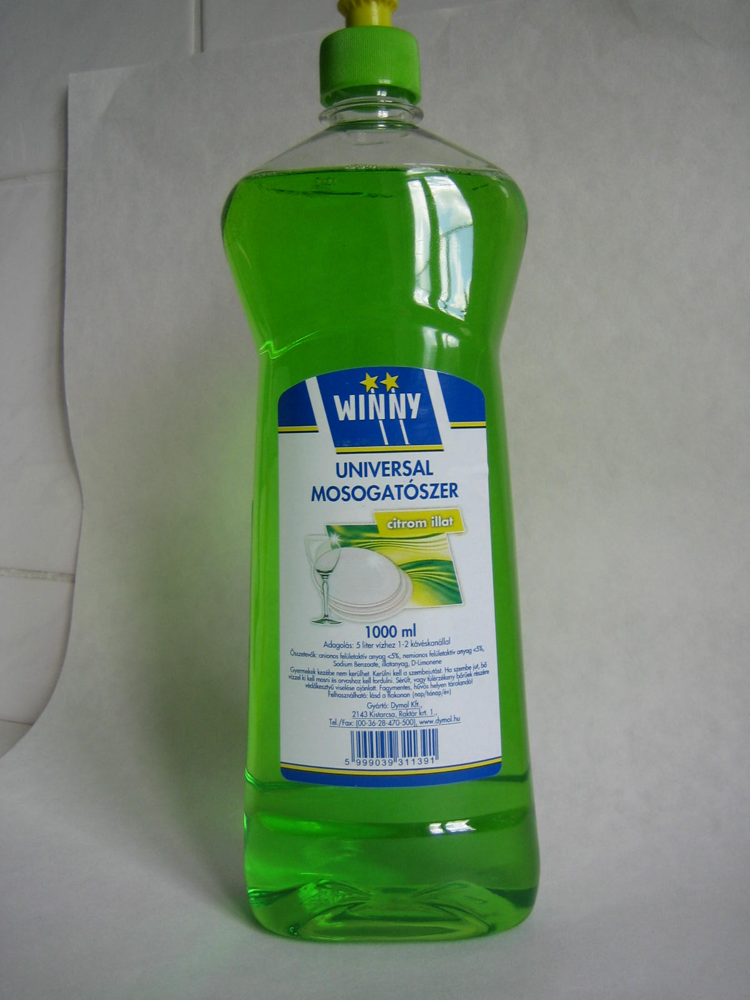 WINNY
UNIVERSAL
MOSOGATÓSZER
citrom illat
1000 ml
Adagolás: 5 liter vízhez 1-2 kávéskanállal
Összetevők: anionos felületaktív anyag <5%, nemionos felületaktív anyag <5%,
Sodium Benzoate, illatanyag, D-Limonene
Gyermekek kezébe nem kerülhet. Kerülni kell a szembejutást. Ha szembe jut, bő
vízzel ki kell mosni és orvoshoz kell fordulni. Sérült, vagy túlérzékeny bőrűek részére
védőkesztyű viselése ajánlott. Fagymentes, hűvös helyen tárolandó!
Felhasználható: lásd a flakonon (nap/hónap/év)
Gyártó: Dymol Kft.,
2143 Kistarcsa, Raktár krt. 1.,
Tel./Fax: (00-36-28-470-500), www.dymol.hu
5 999039 311391